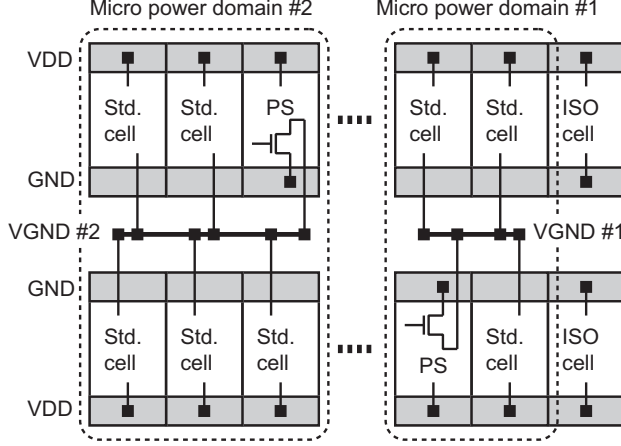 Micro power domain #2
Micro power domain #1
VDD
Std.
cell
Std.
cell
PS
Std.
cell
Std.
cell
ISO
cell
GND
VGND #2
VGND #1
GND
Std.
cell
Std.
cell
Std.
cell
PS
Std.
cell
ISO
cell
VDD